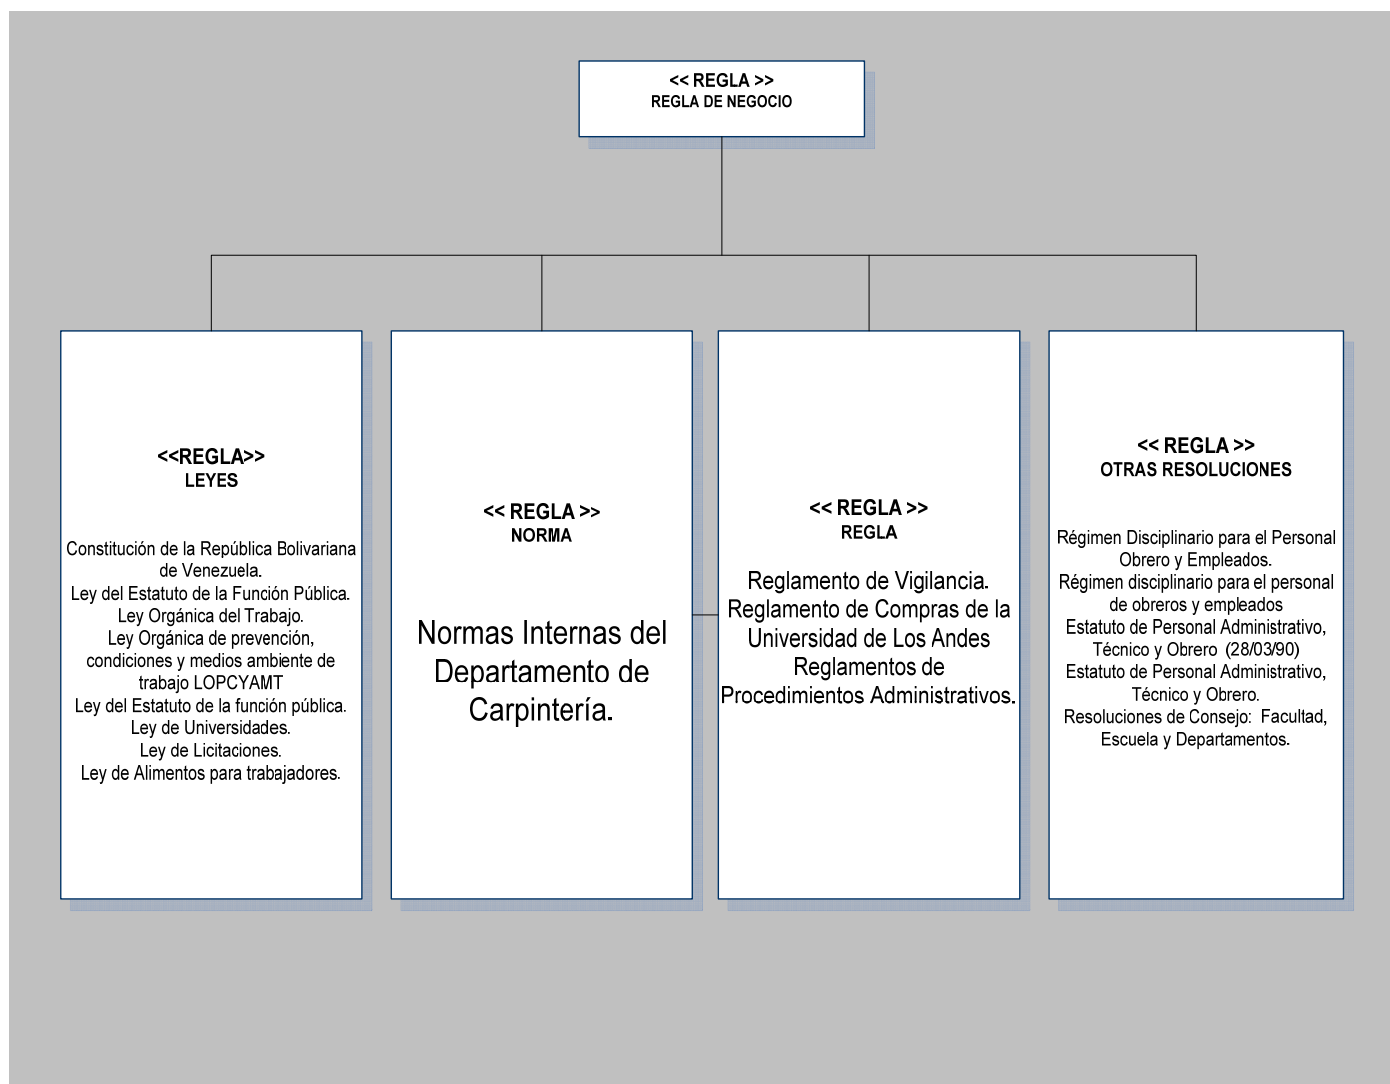 << REGLA >>
REGLA DE NEGOCIO
<<REGLA>>
LEYES
Constitución de la República Bolivariana
de Venezuela.
Ley del Estatuto de la Función Pública.
Ley Orgánica del Trabajo.
Ley Orgánica de prevención,
condiciones y medios ambiente de
trabajo LOPCYAMT
Ley del Estatuto de la función pública.
Ley de Universidades.
Ley de Licitaciones.
Ley de Alimentos para trabajadores.
<< REGLA >>
NORMA
Normas Internas del
Departamento de
Carpintería.
<< REGLA >>
REGLA
Reglamento de Vigilancia.
Reglamento de Compras de la
Universidad de Los Andes
Reglamentos de
Procedimientos Administrativos.
<< REGLA >>
OTRAS RESOLUCIONES
Régimen Disciplinario para el Personal
Obrero y Empleados.
Régimen disciplinario para el personal
de obreros y empleados
Estatuto de Personal Administrativo,
Técnico y Obrero (28/03/90)
Estatuto de Personal Administrativo,
Técnico y Obrero.
Resoluciones de Consejo: Facultad,
Escuela y Departamentos.